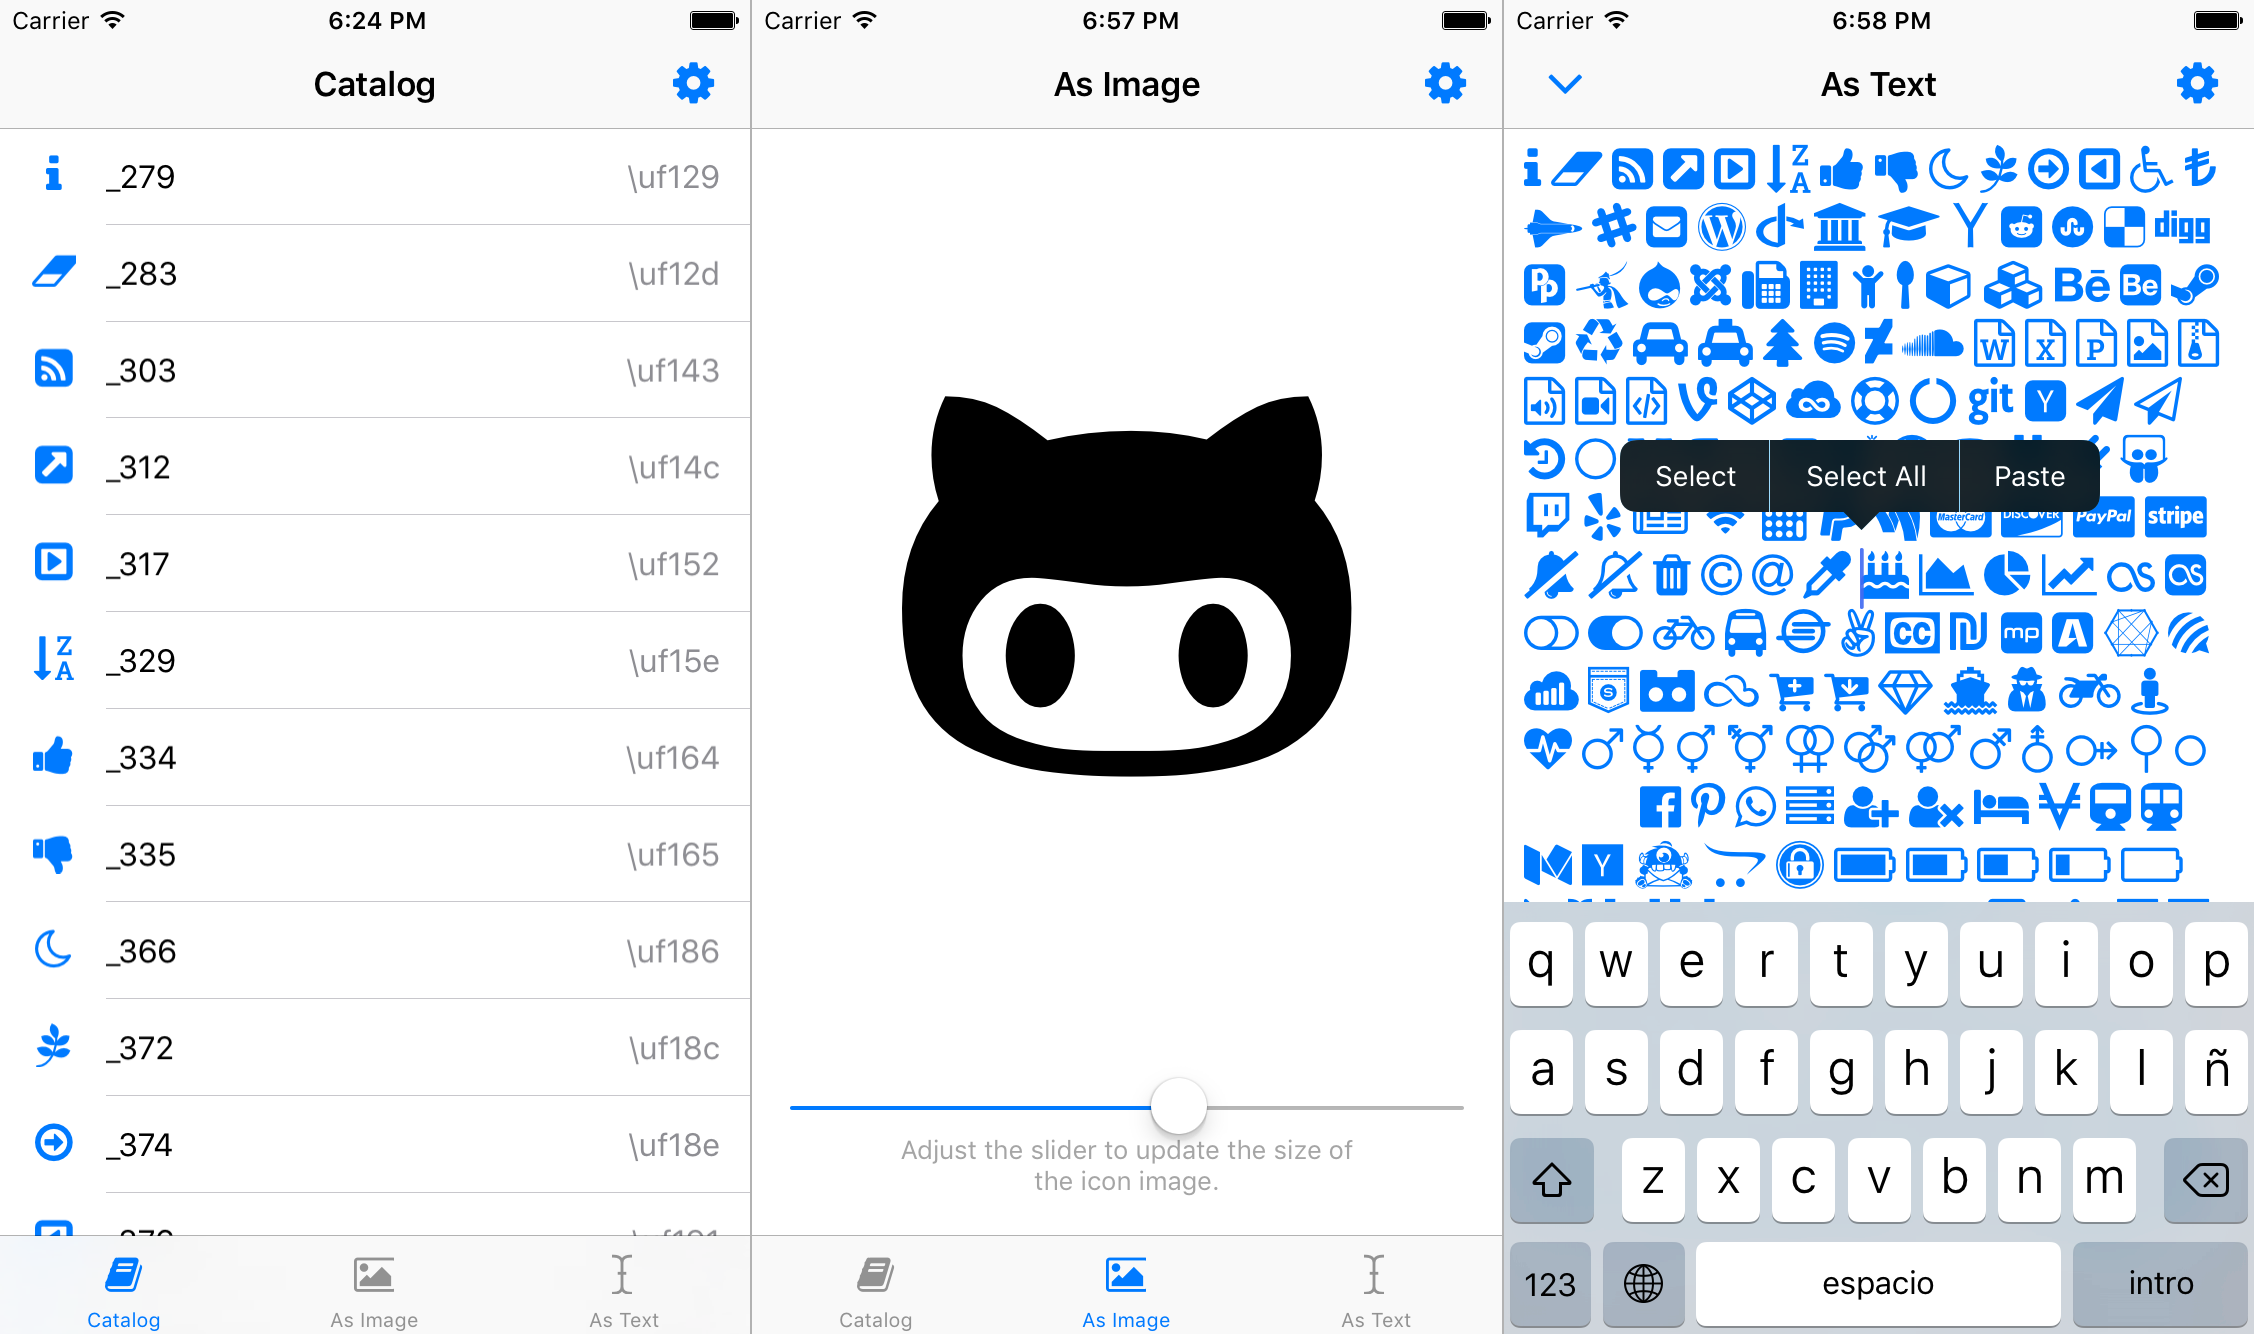 Carrier 6:24 PM
Catalog
_279 \uf129
_283 \uf12d
_303 \uf143
_312 \uf14c
_317 \uf152
_329 \uf15e
_334 \uf164
_335 \uf165
_366 \uf186
_372 \uf18c
_374 \uf18e
Catalog As Image As Text
Carrier 6:57 PM
As Image
Adjust the slider to update the size of
the icon image.
Catalog As Image As Text
Carrier 6:58 PM
As Text
digg
Bē Be
W X P
git Y
Select Select All Paste
MasterCard DISCOVER PayPal stripe
CC mp
Y
q w e r t y u i o p
a s d f g h j k l ñ
z x c v b n m
123 espacio intro